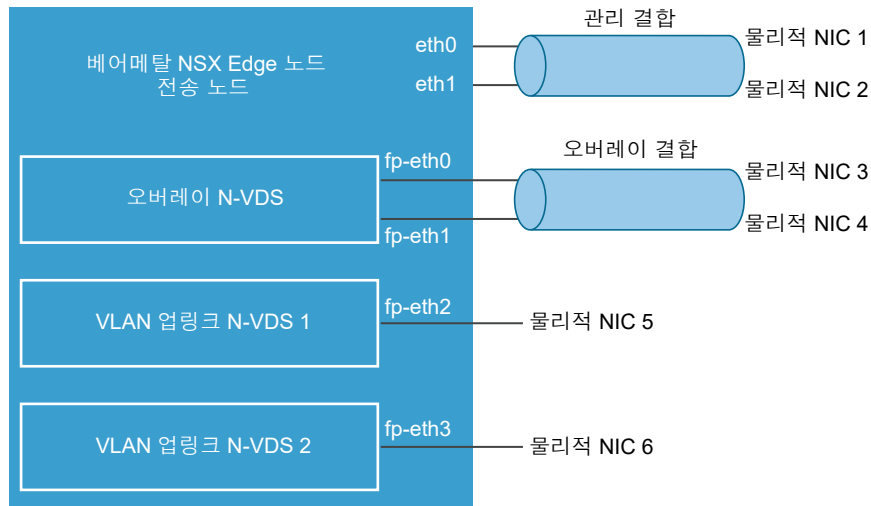 관리 결합
베어메탈 NSX Edge 노드
전송 노드
eth0
eth1
물리적 NIC 1
물리적 NIC 2
오버레이 결합
오버레이 N-VDS
fp-eth0
fp-eth1
물리적 NIC 3
물리적 NIC 4
VLAN 업링크 N-VDS 1
fp-eth2
물리적 NIC 5
VLAN 업링크 N-VDS 2
fp-eth3
물리적 NIC 6